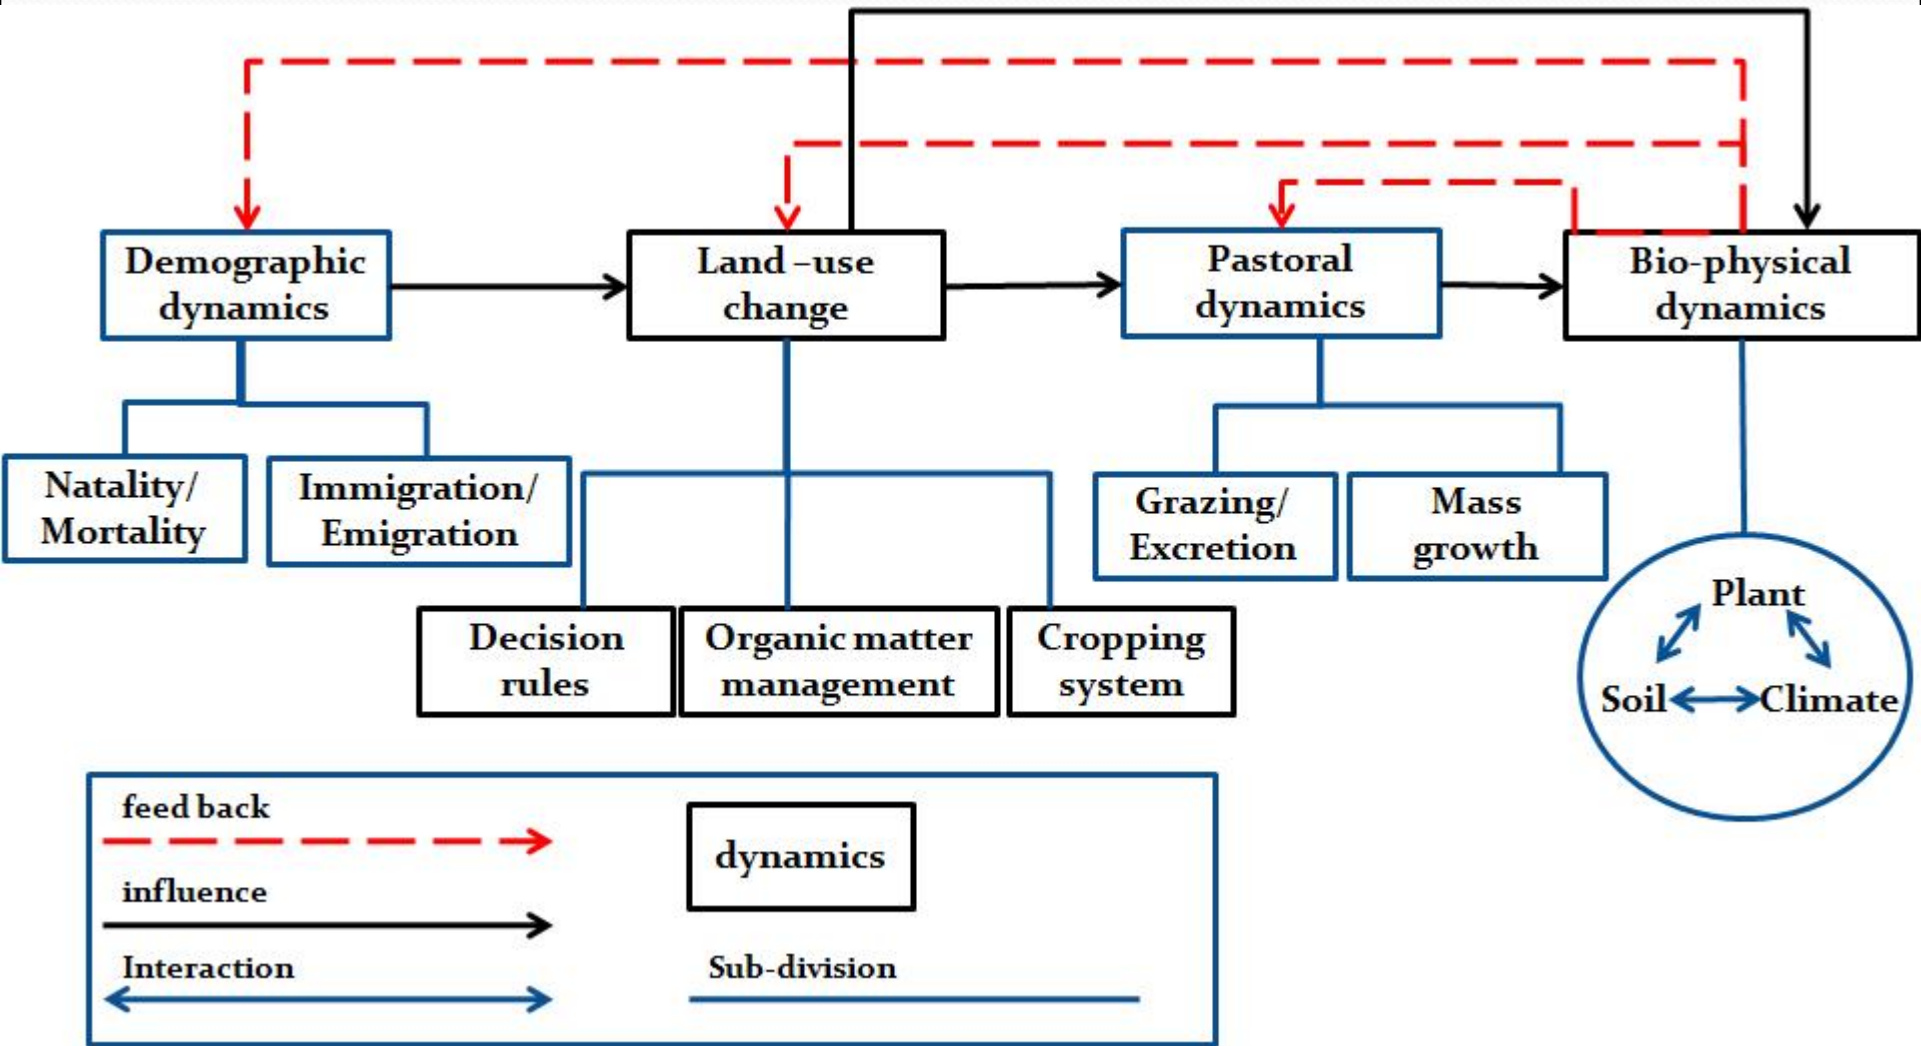 Demographic
dynamics
Land –use
change
Pastoral
dynamics
Bio-physical
dynamics
Natality/
Mortality
Immigration/
Emigration
Grazing/
Excretion
Mass
growth
Decision
rules
Organic matter
management
Cropping
system
Plant
Soil
Climate
feed back
influence
Interaction
dynamics
Sub-division